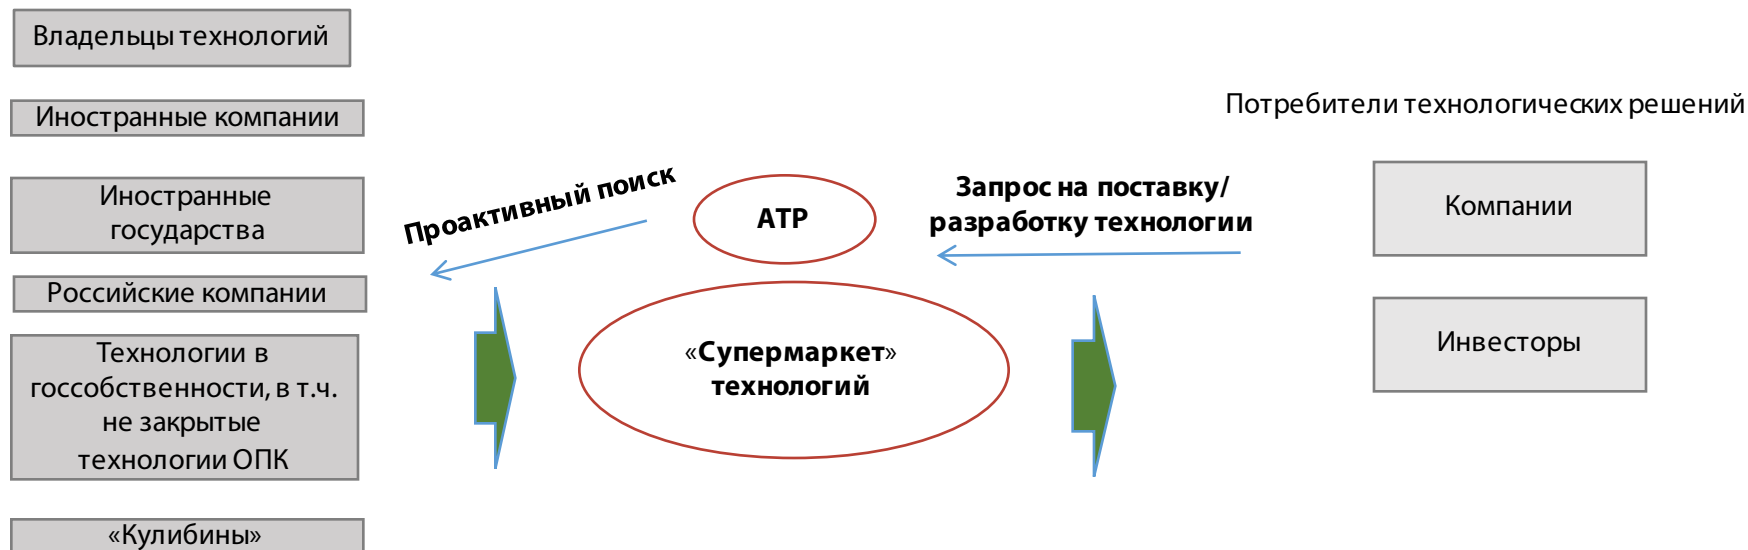 Владельцы технологий
Иностранные компании
Иностранные
государства
Российские компании
Технологии в
госсобственности, в т.ч.
не закрытые
технологии ОПК
«Кулибины»
Проактивный поиск
АТР
«Супермаркет»
технологий
Запрос на поставку/
разработку технологии
Потребители технологических решений
Компании
Инвесторы